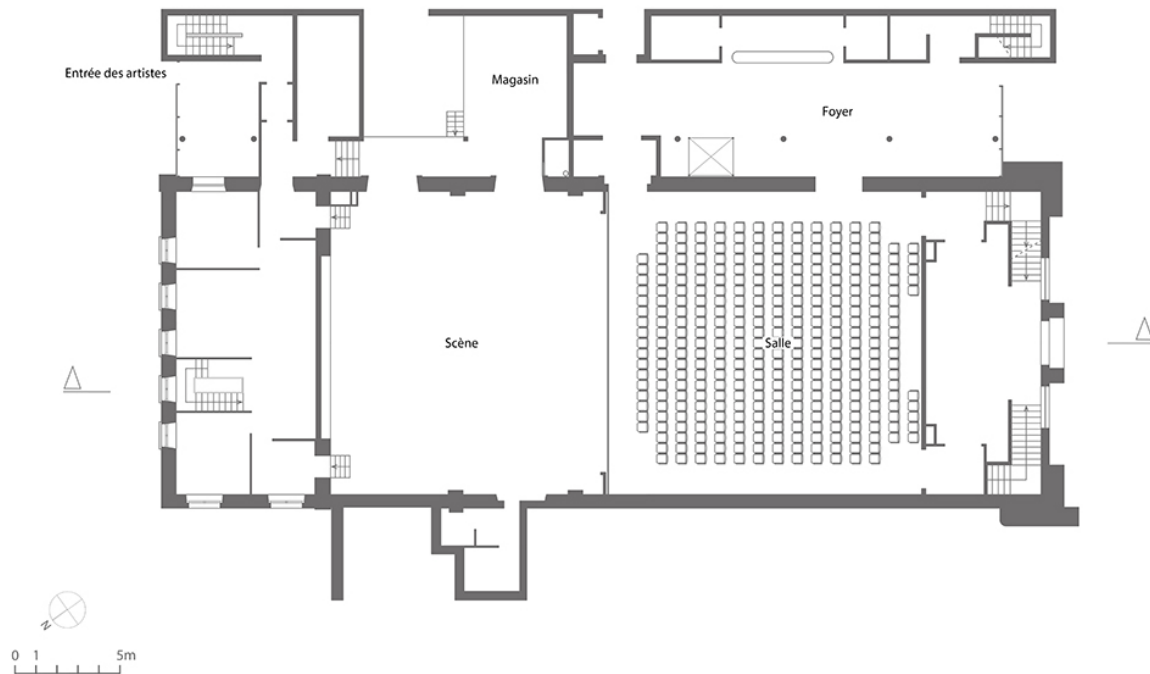 Entrée des artistes
Magasin
Foyer
Scène
Salle
N
0 1 5m